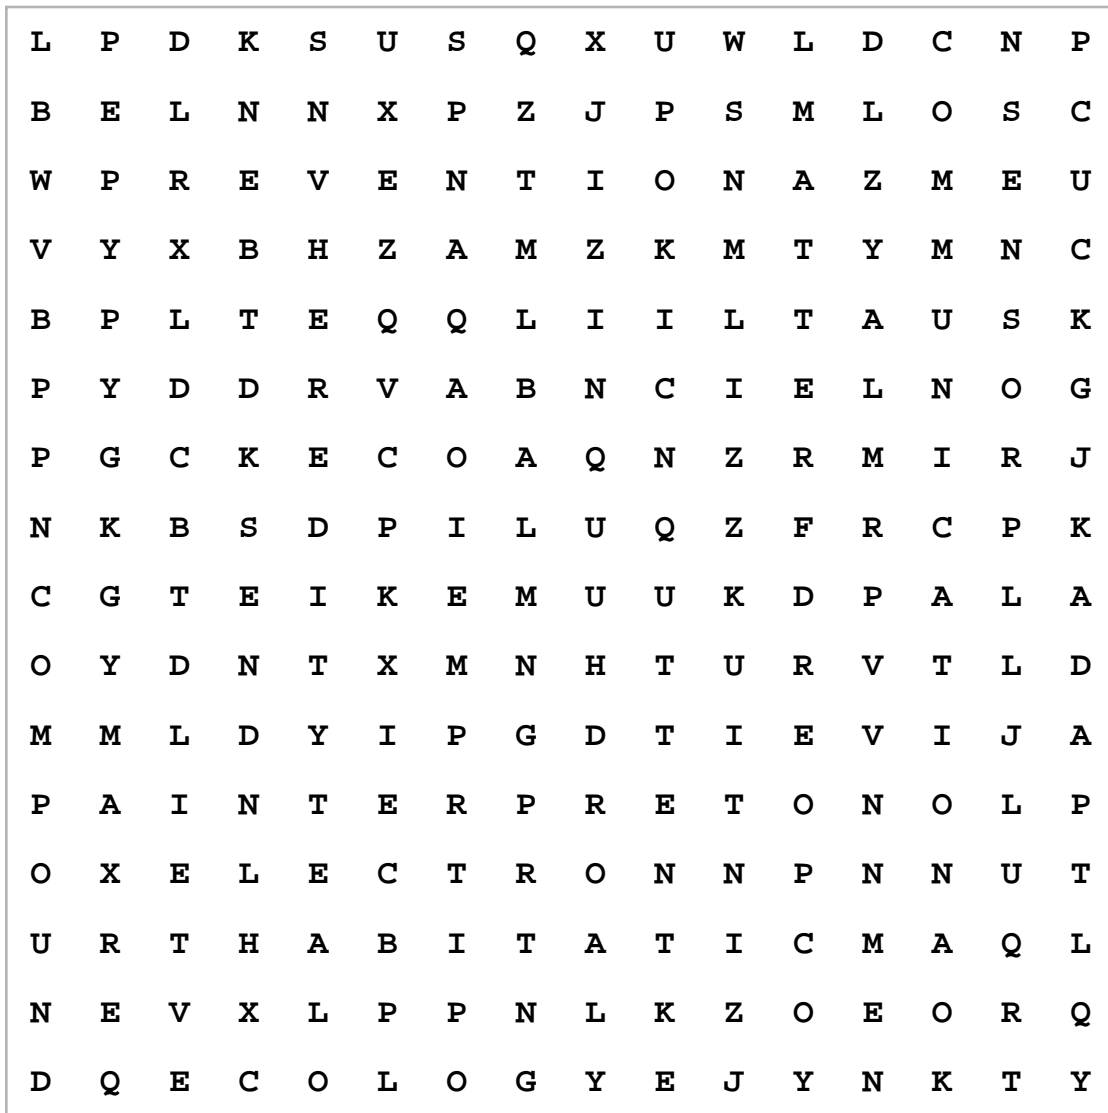 L P D K S U S Q X U W L D C N P
B E L N N X P Z J P S M L O S C
W P R E V E N T I O N A Z M E U
V Y X B H Z A M Z K M T Y M N C
B P L T E Q Q L I I L T A U S K
P Y D D R V A B N C I E L N O G
P G C K E C O A Q N Z R M I R J
N K B S D P I L U Q Z F R C P K
C G T E I K E M U U K D P A L A
O Y D N T X M N H T U R V T L D
M M L D Y I P G D T I E V I J A
P A I N T E R P R E T O N O L P
O X E L E C T R O N N P N N U T
U R T H A B I T A T I C M A Q L
N E V X L P P N L K Z O E O R Q
D Q E C O L O G Y E J Y N K T Y